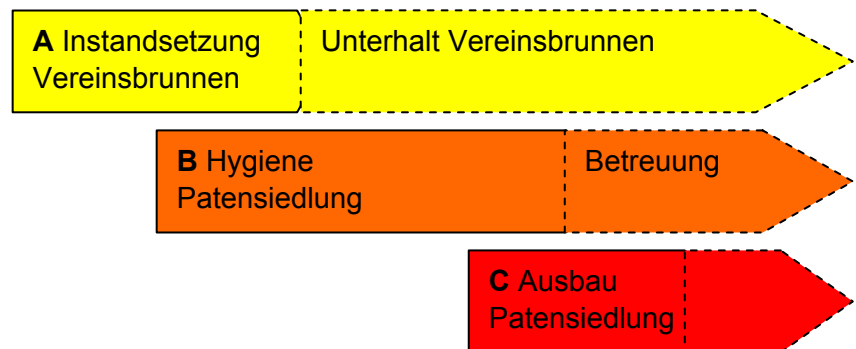 A Instandsetzung
Vereinsbrunnen
Unterhalt Vereinsbrunnen
B Hygiene
Patensiedlung
Betreuung
C Ausbau
Patensiedlung